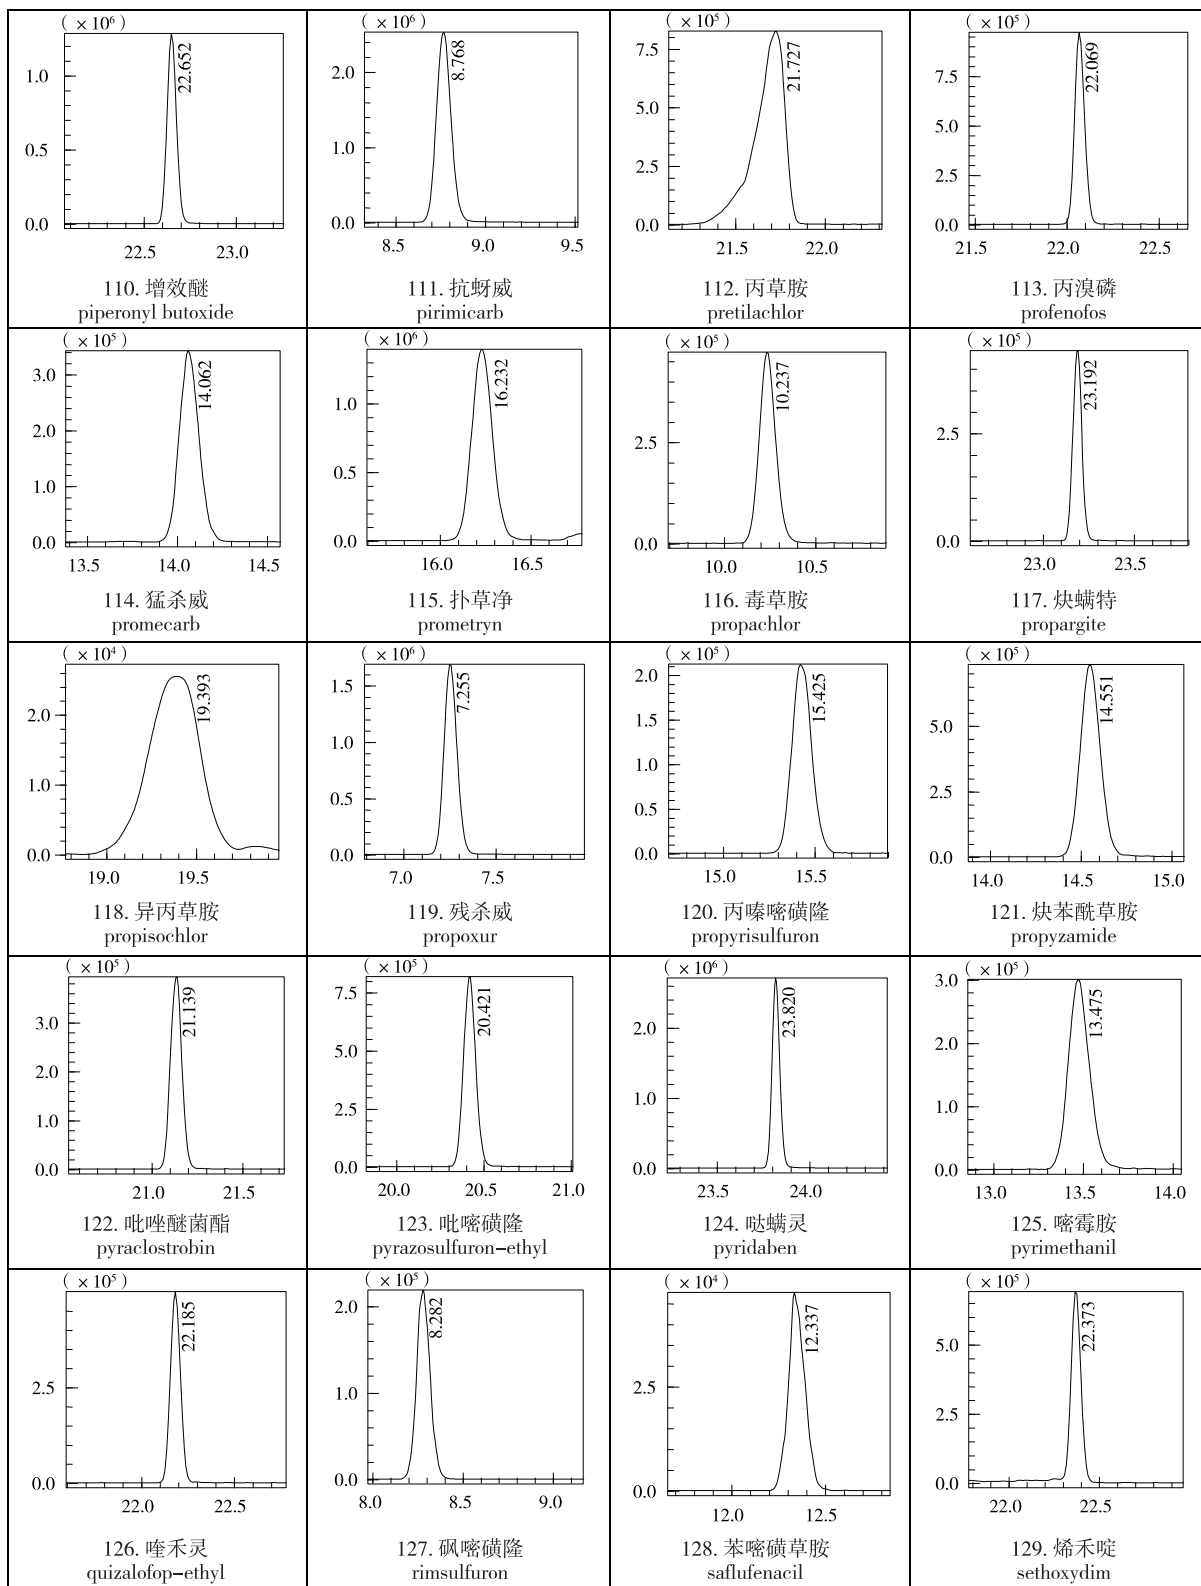 ( ×10⁶ )
1.0
0.5
0.0
22.652
22.5 23.0
110. 增效醚
piperonyl butoxide
( ×10⁶ )
2.0
1.0
0.0
8.768
8.5 9.0 9.5
111. 抗蚜威
pirimicarb
( ×10⁵ )
7.5
5.0
2.5
0.0
21.727
21.5 22.0
112. 丙草胺
pretilachlor
( ×10⁵ )
7.5
5.0
2.5
0.0
22.069
21.5 22.0 22.5
113. 丙溴磷
profenofos
( ×10⁵ )
3.0
2.0
1.0
0.0
14.062
13.5 14.0 14.5
114. 猛杀威
promecarb
( ×10⁶ )
1.0
0.5
0.0
16.232
16.0 16.5
115. 扑草净
prometryn
( ×10⁵ )
2.5
0.0
10.237
10.0 10.5
116. 毒草胺
propachlor
( ×10⁵ )
2.5
0.0
23.192
23.0 23.5
117. 炔螨特
propargite
( ×10⁴ )
2.0
1.0
0.0
19.393
19.0 19.5
118. 异丙草胺
propisochlor
( ×10⁶ )
1.5
1.0
0.5
0.0
7.255
7.0 7.5
119. 残杀威
propoxur
( ×10⁵ )
2.0
1.5
1.0
0.5
0.0
15.425
15.0 15.5
120. 丙嗪嘧磺隆
propyrisulfuron
( ×10⁵ )
5.0
2.5
0.0
14.551
14.0 14.5 15.0
121. 炔苯酰草胺
propyzamide
( ×10⁵ )
3.0
2.0
1.0
0.0
21.139
21.0 21.5
122. 吡唑醚菌酯
pyraclostrobin
( ×10⁵ )
7.5
5.0
2.5
0.0
20.421
20.0 20.5 21.0
123. 吡嘧磺隆
pyrazosulfuron-ethyl
( ×10⁶ )
2.0
1.0
0.0
23.820
23.5 24.0
124. 哒螨灵
pyridaben
( ×10⁵ )
3.0
2.0
1.0
0.0
13.475
13.0 13.5 14.0
125. 嘧霉胺
pyrimethanil
( ×10⁵ )
2.5
0.0
22.185
22.0 22.5
126. 喹禾灵
quizalofop-ethyl
( ×10⁵ )
2.0
1.0
0.0
8.282
8.0 8.5 9.0
127. 砜嘧磺隆
rimsulfuron
( ×10⁴ )
2.5
0.0
12.337
12.0 12.5
128. 苯嘧磺草胺
saflufenacil
( ×10⁵ )
5.0
2.5
0.0
22.373
22.0 22.5
129. 烯禾啶
sethoxydim